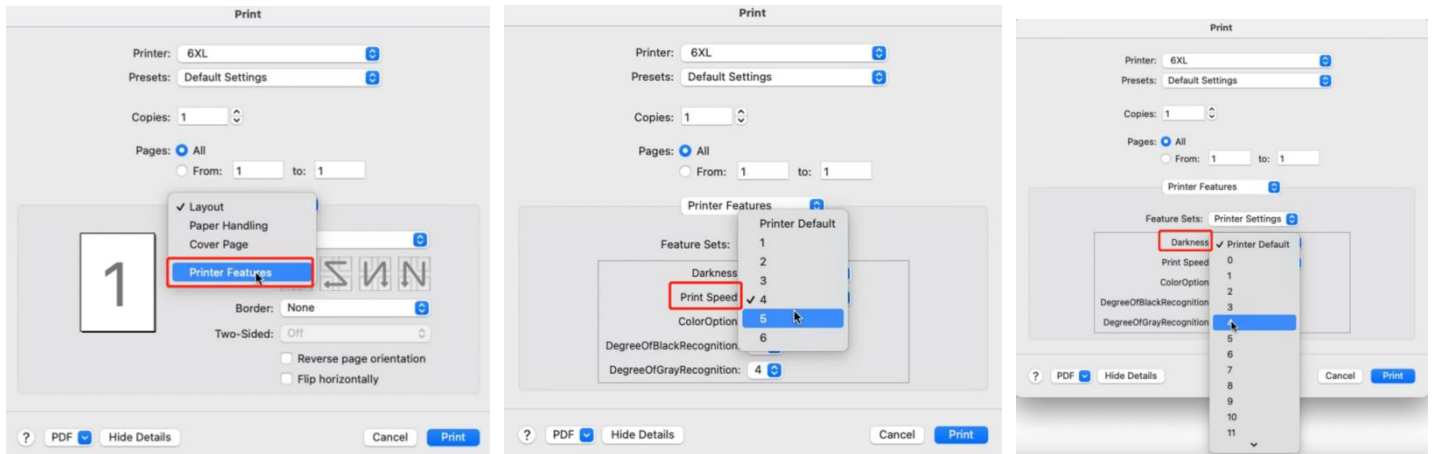 Print
Printer: 6XL
Presets: Default Settings
Copies: 1
Pages: All
From: 1 to: 1
✓ Layout
Paper Handling
Cover Page
Printer Features
1
Border: None
Two-Sided: Off
Reverse page orientation
Flip horizontally
? PDF Hide Details Cancel Print
Print
Printer: 6XL
Presets: Default Settings
Copies: 1
Pages: All
From: 1 to: 1
Printer Features
Printer Default
Feature Sets:
1
2
Darkness
3
Print Speed
✓ 4
ColorOption
5
6
DegreeOfBlackRecognition
DegreeOfGrayRecognition: 4
? PDF Hide Details Cancel Print
Print
Printer: 6XL
Presets: Default Settings
Copies: 1
Pages: All
From: 1 to: 1
Printer Features
Feature Sets: Printer Settings
Darkness ✓ Printer Default
Print Speed
ColorOption
DegreeOfBlackRecognition
DegreeOfGrayRecognition
0
1
2
3
4
5
6
7
8
9
10
11
? PDF Hide Details Cancel Print